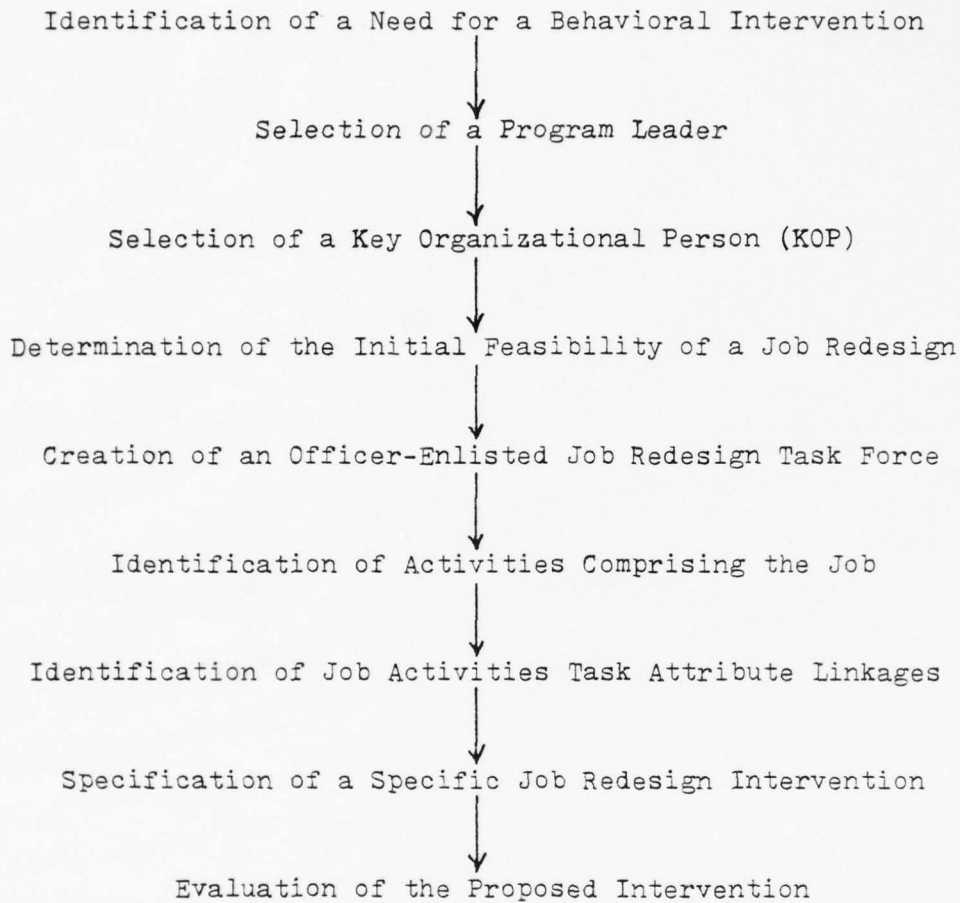 Identification of a Need for a Behavioral Intervention
Selection of a Program Leader
Selection of a Key Organizational Person (KOP)
Determination of the Initial Feasibility of a Job Redesign
Creation of an Officer-Enlisted Job Redesign Task Force
Identification of Activities Comprising the Job
Identification of Job Activities Task Attribute Linkages
Specification of a Specific Job Redesign Intervention
Evaluation of the Proposed Intervention